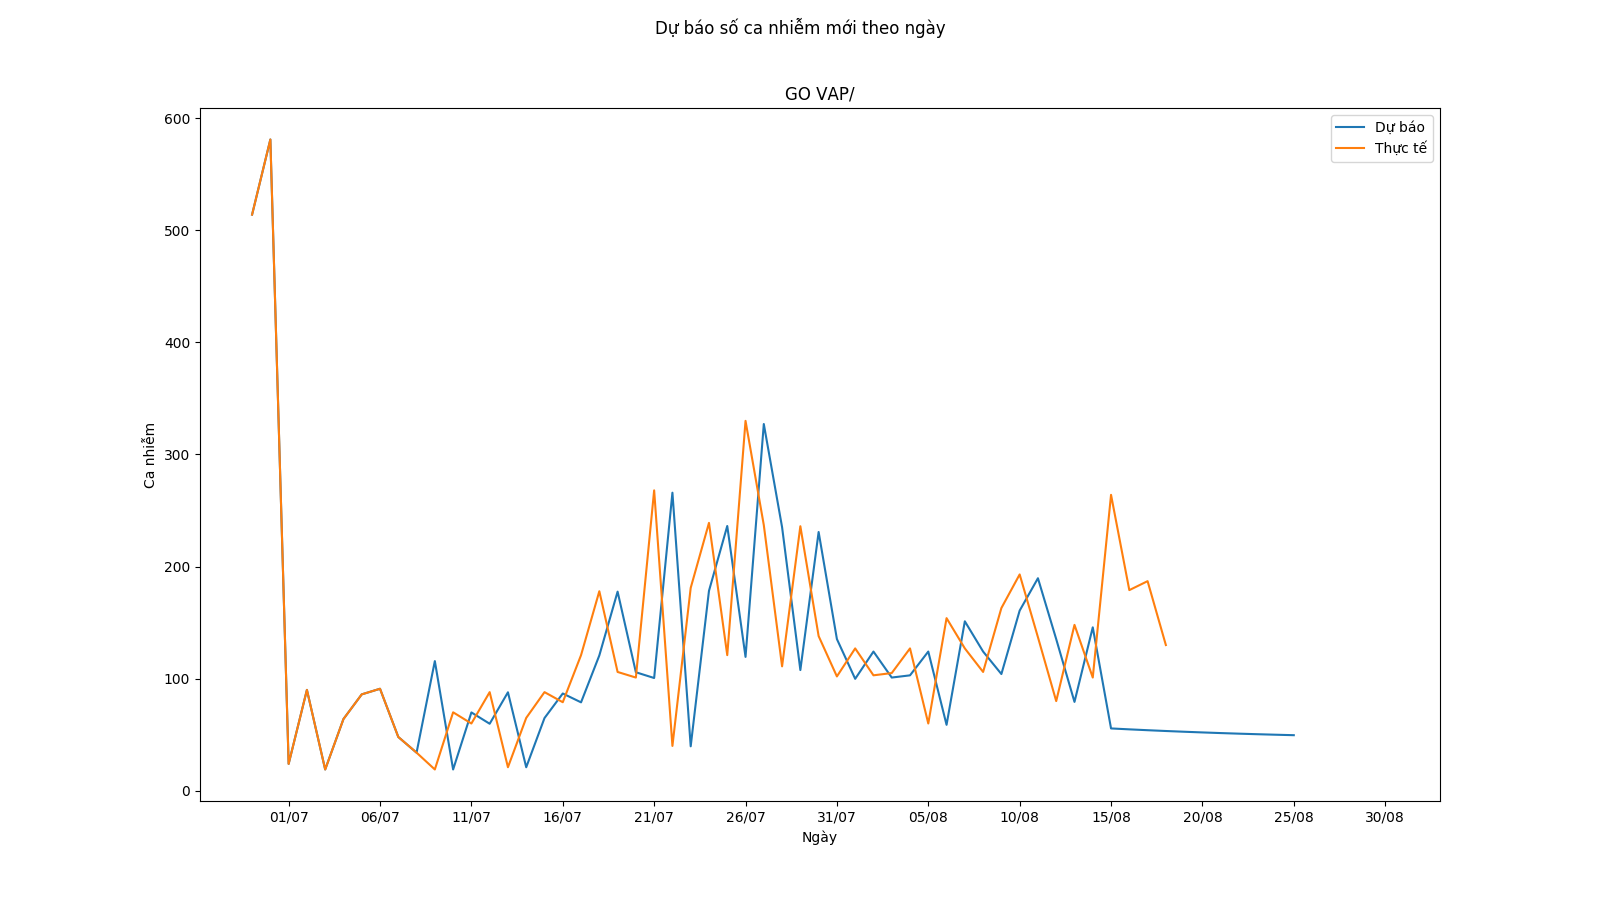 Dự báo số ca nhiễm mới theo ngày
GO VAP/
Dự báo
Thực tế
600
500
400
300
200
100
0
Ca nhiễm
01/07 06/07 11/07 16/07 21/07 26/07 31/07 05/08 10/08 15/08 20/08 25/08 30/08
Ngày